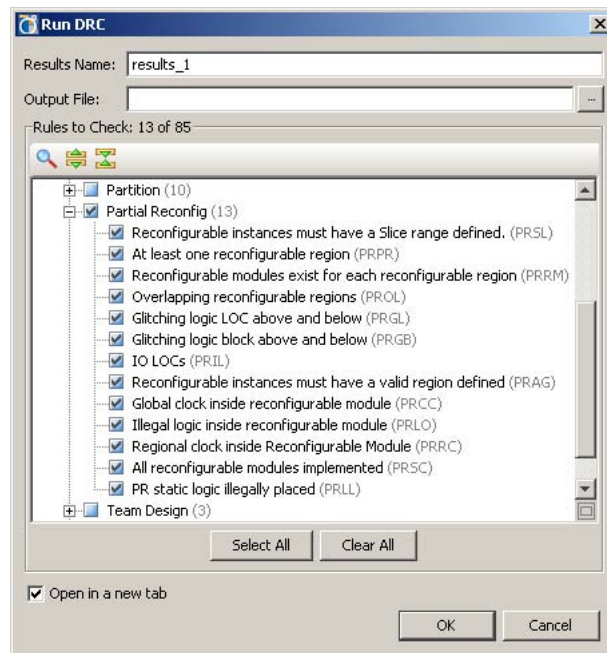 Run DRC
Results Name: results_1
Output File:
...
Rules to Check: 13 of 85
Partition (10)
Partial Reconfig (13)
Reconfigurable instances must have a Slice range defined. (PRSL)
At least one reconfigurable region (PRPR)
Reconfigurable modules exist for each reconfigurable region (PRRM)
Overlapping reconfigurable regions (PROL)
Glitching logic LOC above and below (PRGL)
Glitching logic block above and below (PRGB)
IO LOCs (PRIL)
Reconfigurable instances must have a valid region defined (PRAG)
Global clock inside reconfigurable module (PRCC)
Illegal logic inside reconfigurable module (PRLO)
Regional clock inside Reconfigurable Module (PRRC)
All reconfigurable modules implemented (PRSC)
PR static logic illegally placed (PRLL)
Team Design (3)
Select All Clear All
Open in a new tab
OK Cancel